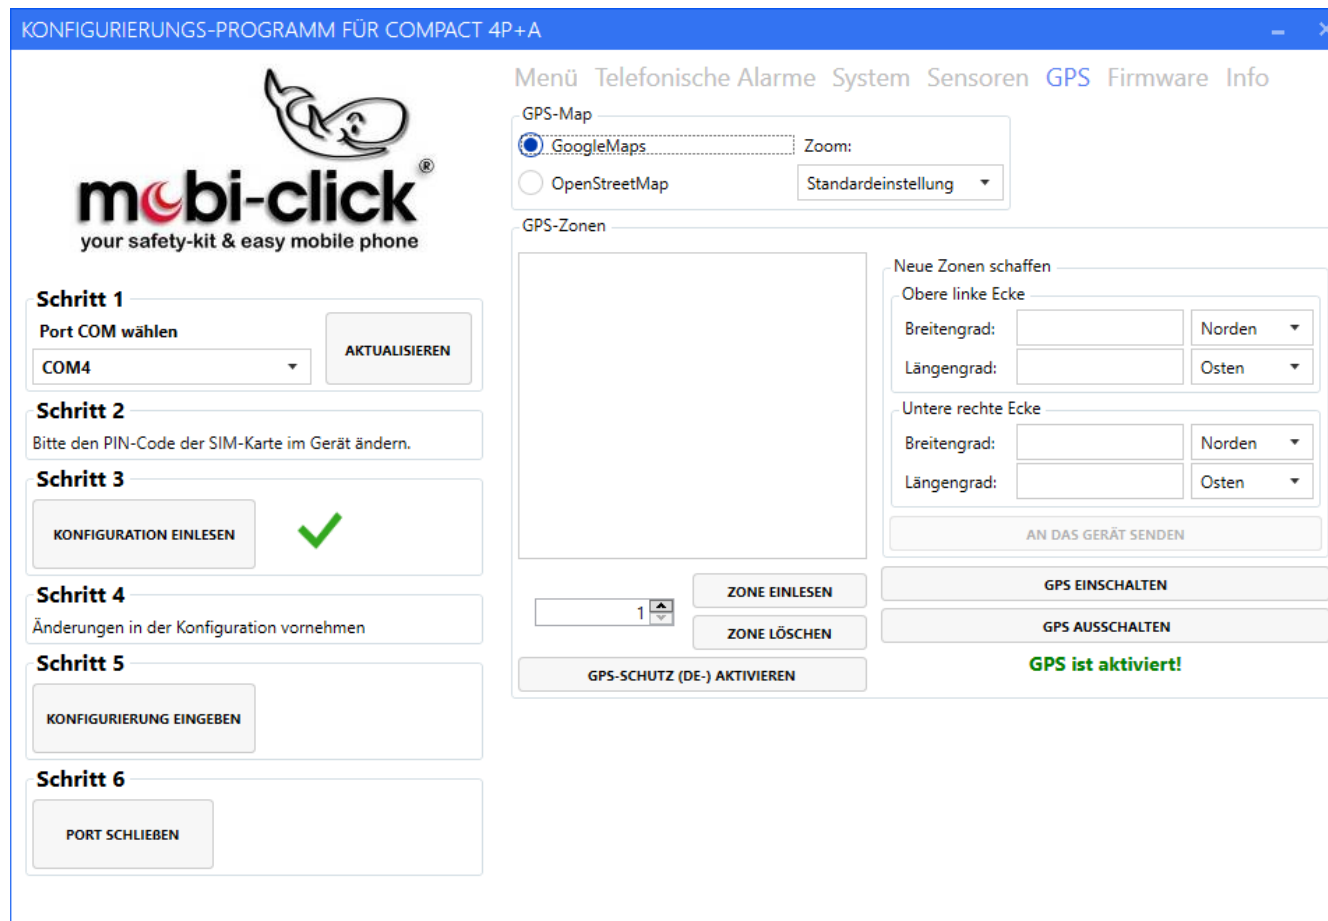 KONFIGURIERUNGS-PROGRAMM FÜR COMPACT 4P+A
mobi-click®
your safety-kit & easy mobile phone
Schritt 1
Port COM wählen
COM4
AKTUALISIEREN
Schritt 2
Bitte den PIN-Code der SIM-Karte im Gerät ändern.
Schritt 3
KONFIGURATION EINLESEN
Schritt 4
Änderungen in der Konfiguration vornehmen
Schritt 5
KONFIGURIERUNG EINGEBEN
Schritt 6
PORT SCHLIEßEN
Menü Telefonische Alarme System Sensoren GPS Firmware Info
GPS-Map
GoogleMaps
Zoom:
OpenStreetMap
Standardeinstellung
GPS-Zonen
1
ZONE EINLESEN
ZONE LÖSCHEN
GPS-SCHUTZ (DE-) AKTIVIEREN
Neue Zonen schaffen
Obere linke Ecke
Breitengrad: Norden
Längengrad: Osten
Untere rechte Ecke
Breitengrad: Norden
Längengrad: Osten
AN DAS GERÄT SENDEN
GPS EINSCHALTEN
GPS AUSSCHALTEN
GPS ist aktiviert!